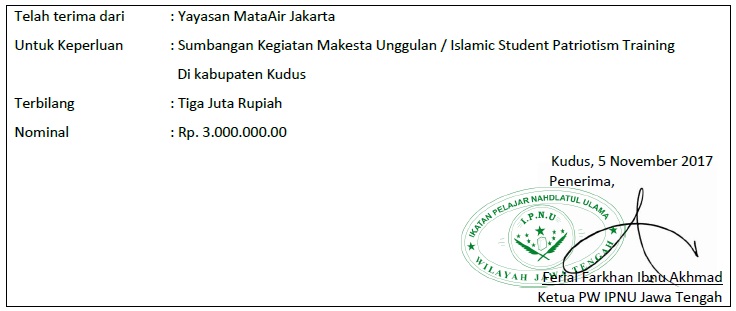 Telah terima dari : Yayasan MataAir Jakarta
Untuk Keperluan : Sumbangan Kegiatan Makesta Unggulan / Islamic Student Patriotism Training
Di kabupaten Kudus
Terbilang : Tiga Juta Rupiah
Nominal : Rp. 3.000.000.00
Kudus, 5 November 2017
Penerima,
IKATAN PELAJAR NAHDLATUL ULAMA
I.P.N.U
WILAYAH JAWA TENGAH
Ferial Farkhan Ibnu Akhmad
Ketua PW IPNU Jawa Tengah